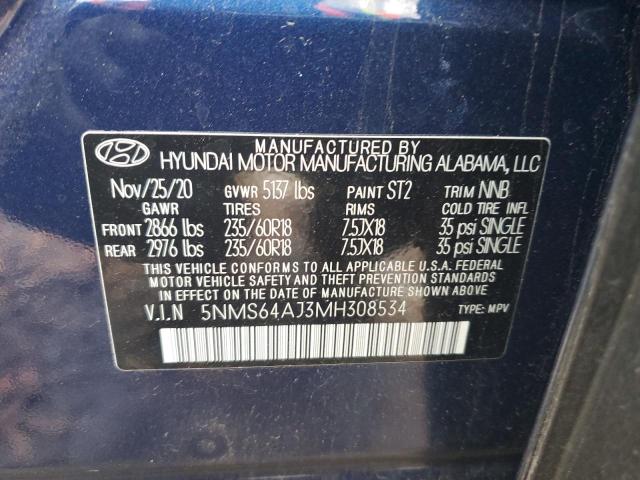 MANUFACTURED BY
HYUNDAI MOTOR MANUFACTURING ALABAMA, LLC
Nov/25/20 GVWR 5137 lbs PAINT ST2 TRIM NNB
GAWR TIRES RIMS COLD TIRE INFL
FRONT 2866 lbs 235/60R18 7.5JX18 35 psi SINGLE
REAR 2976 lbs 235/60R18 7.5JX18 35 psi SINGLE
THIS VEHICLE CONFORMS TO ALL APPLICABLE U.S.A. FEDERAL
MOTOR VEHICLE SAFETY AND BUMPER AND THEFT PREVENTION
STANDARDS IN EFFECT ON THE DATE OF MANUFACTURE SHOWN ABOVE.
V.I.N 5NMS64AJ3MH308534 TYPE: MPV